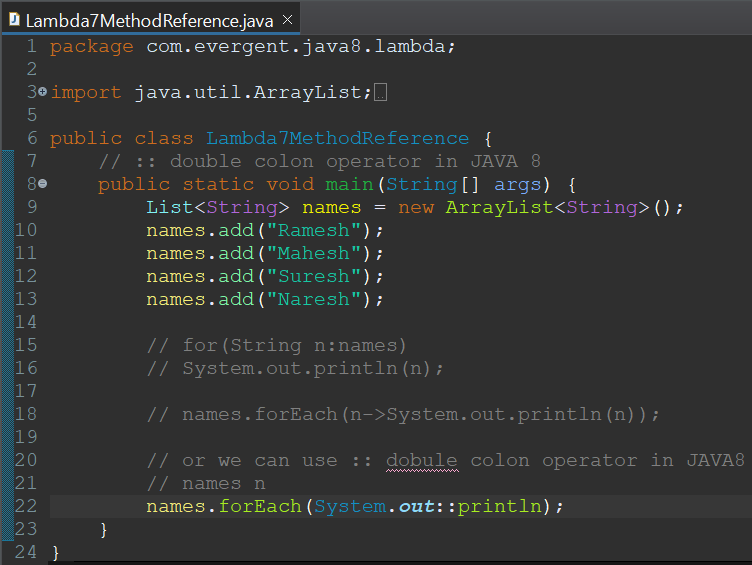 Lambda7MethodReference.java
1 package com.evergent.java8.lambda;
2
3 import java.util.ArrayList;
5
6 public class Lambda7MethodReference {
7 // :: double colon operator in JAVA 8
8 public static void main(String[] args) {
9 List<String> names = new ArrayList<String>();
10 names.add("Ramesh");
11 names.add("Mahesh");
12 names.add("Suresh");
13 names.add("Naresh");
14
15 // for(String n:names)
16 // System.out.println(n);
17
18 // names.forEach(n->System.out.println(n));
19
20 // or we can use :: dobule colon operator in JAVA8
21 // names n
22 names.forEach(System.out::println);
23 }
24 }